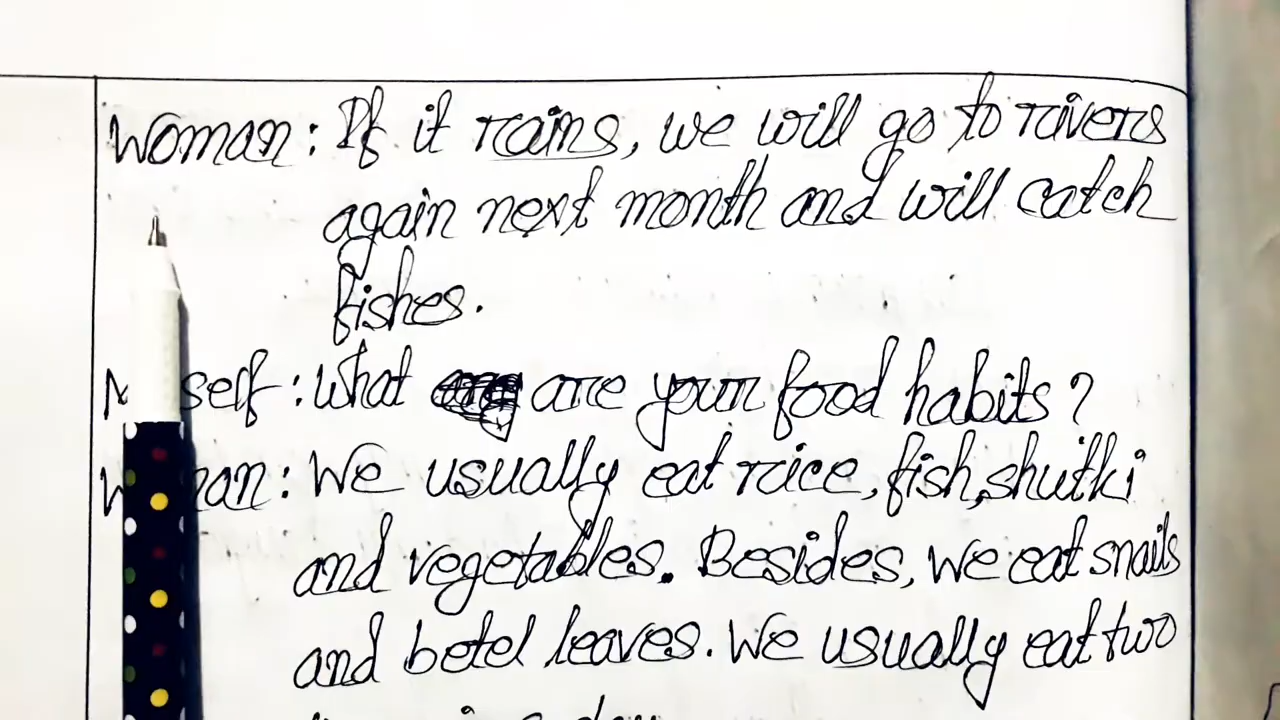 Woman: If it rains, we will go to rivers
again next month and will catch
fishes.
self: what are your food habits?
We usually eat rice, fish, shutki
and vegetables. Besides, we eat snails
and betel leaves. We usually eat two